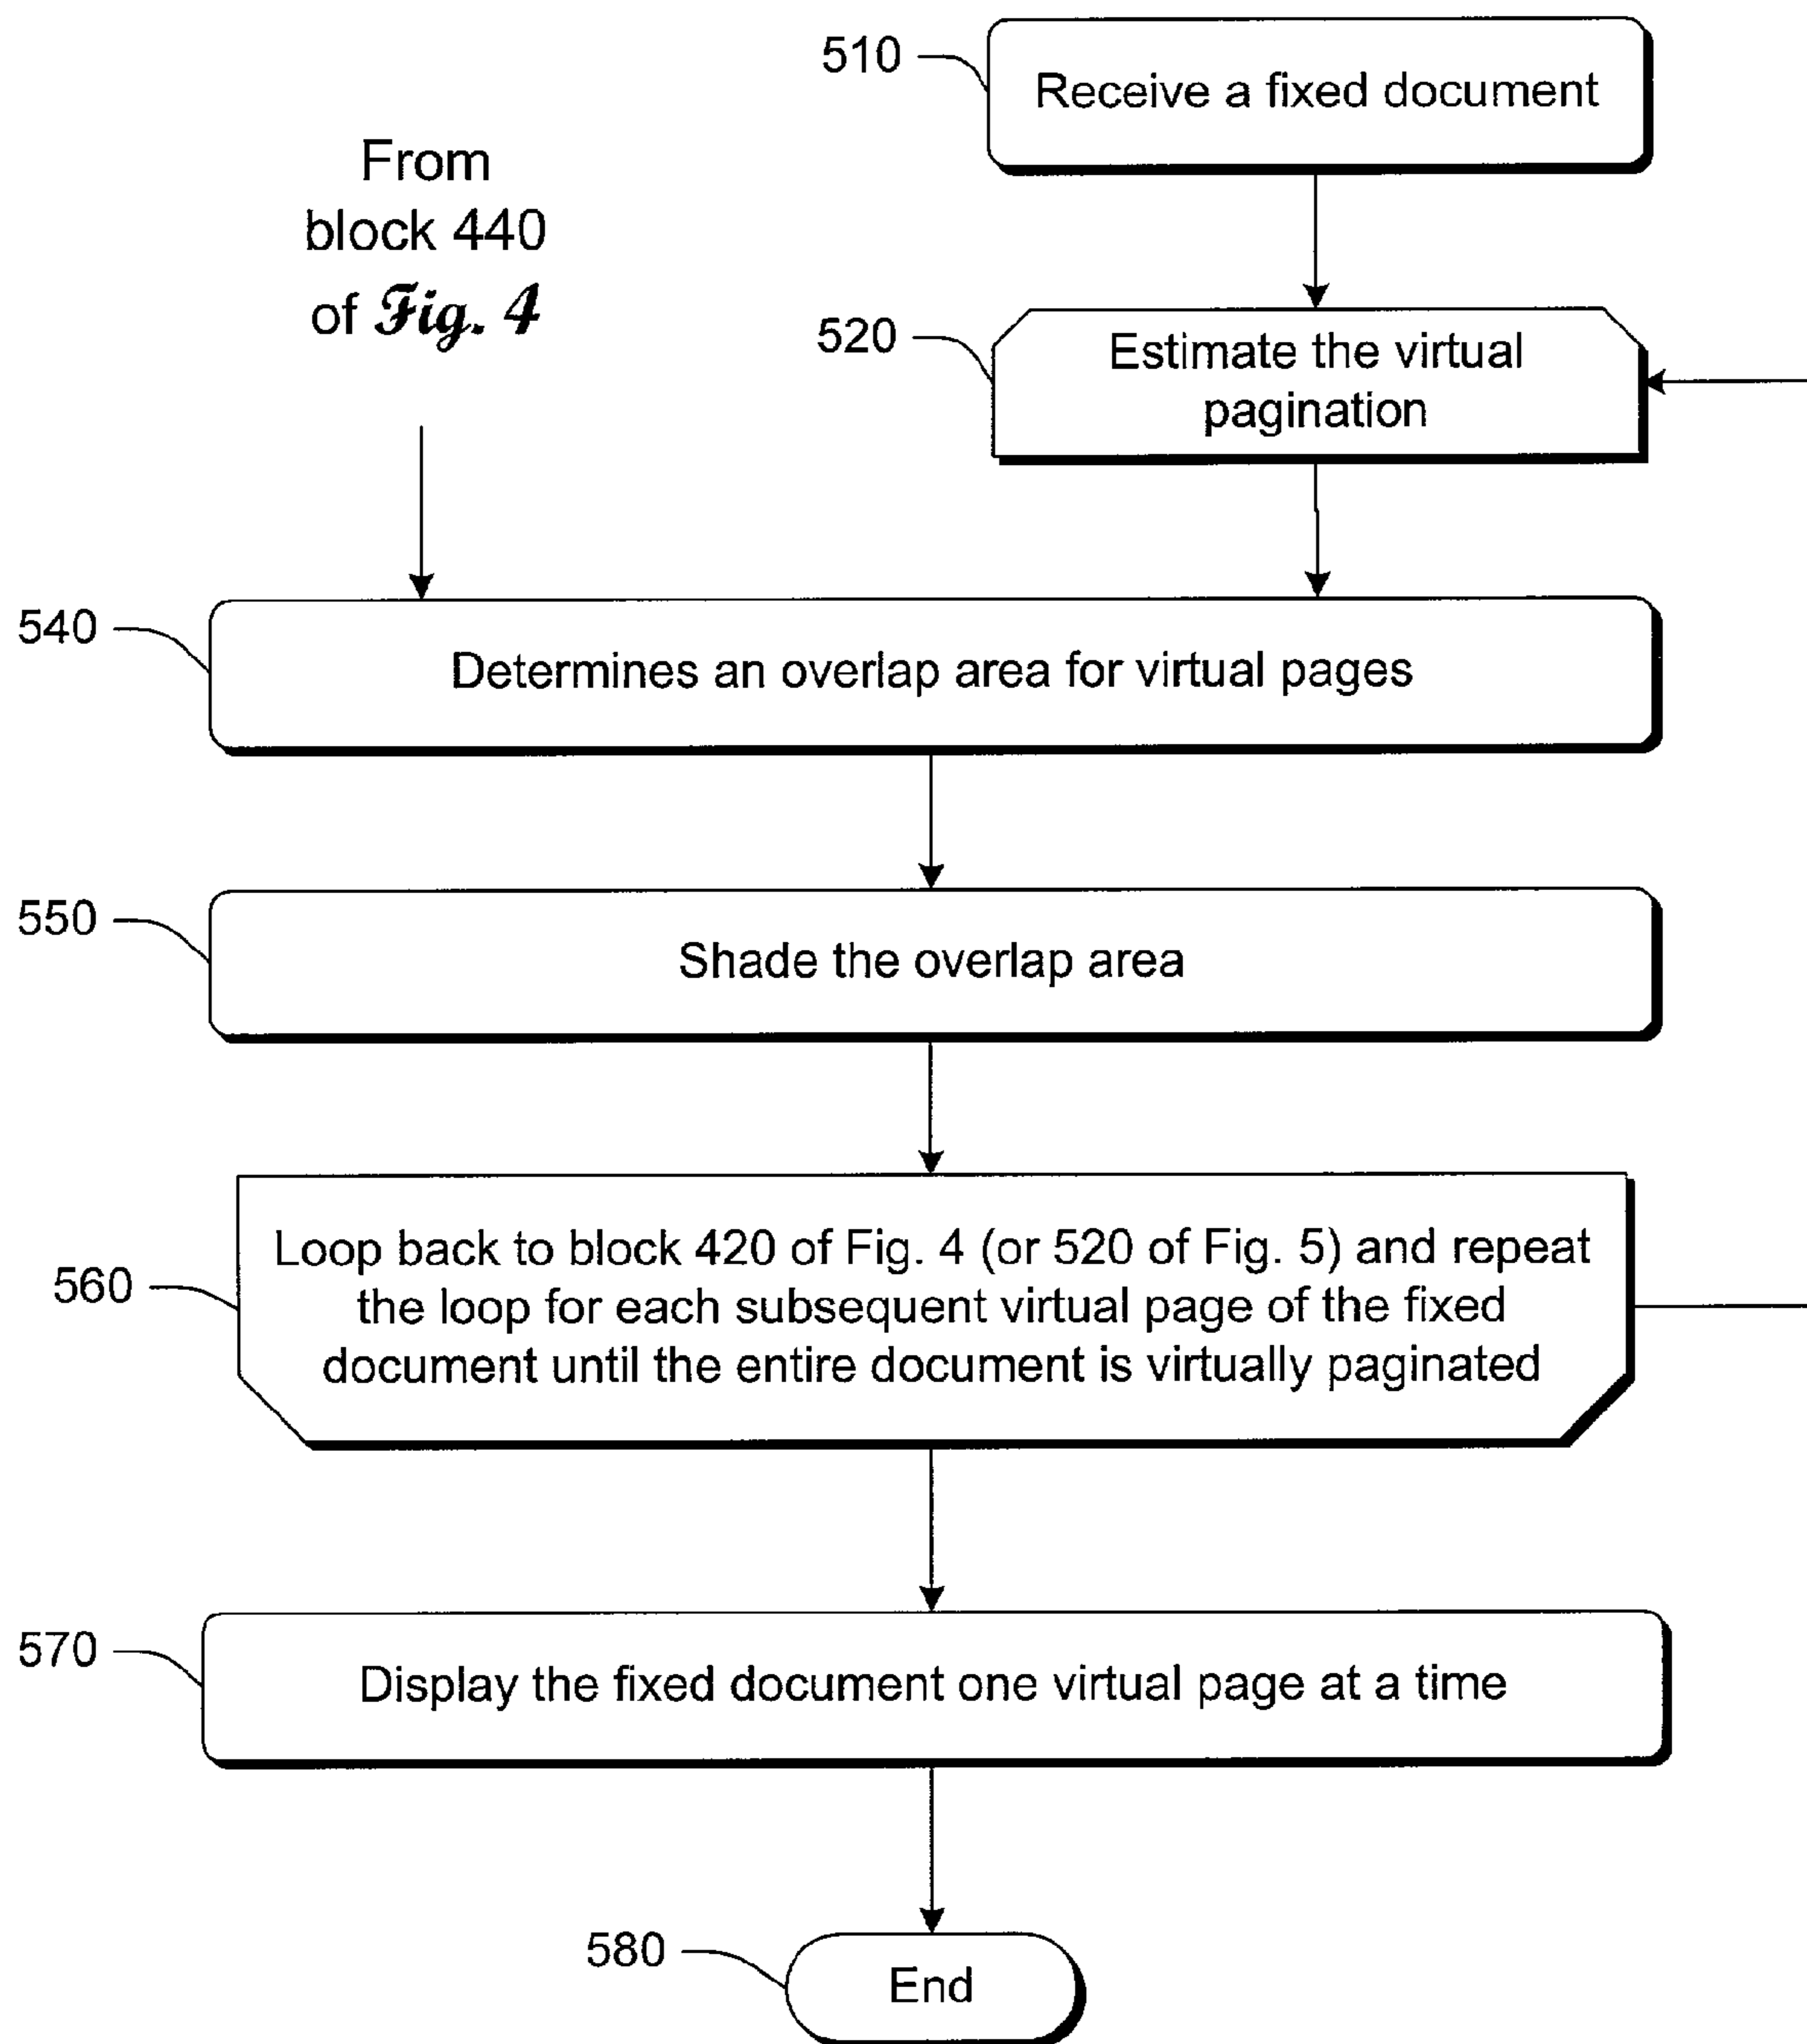 510
Receive a fixed document
From
block 440
of Fig. 4
520
Estimate the virtual
pagination
540
Determines an overlap area for virtual pages
550
Shade the overlap area
560
Loop back to block 420 of Fig. 4 (or 520 of Fig. 5) and repeat
the loop for each subsequent virtual page of the fixed
document until the entire document is virtually paginated
570
Display the fixed document one virtual page at a time
580
End